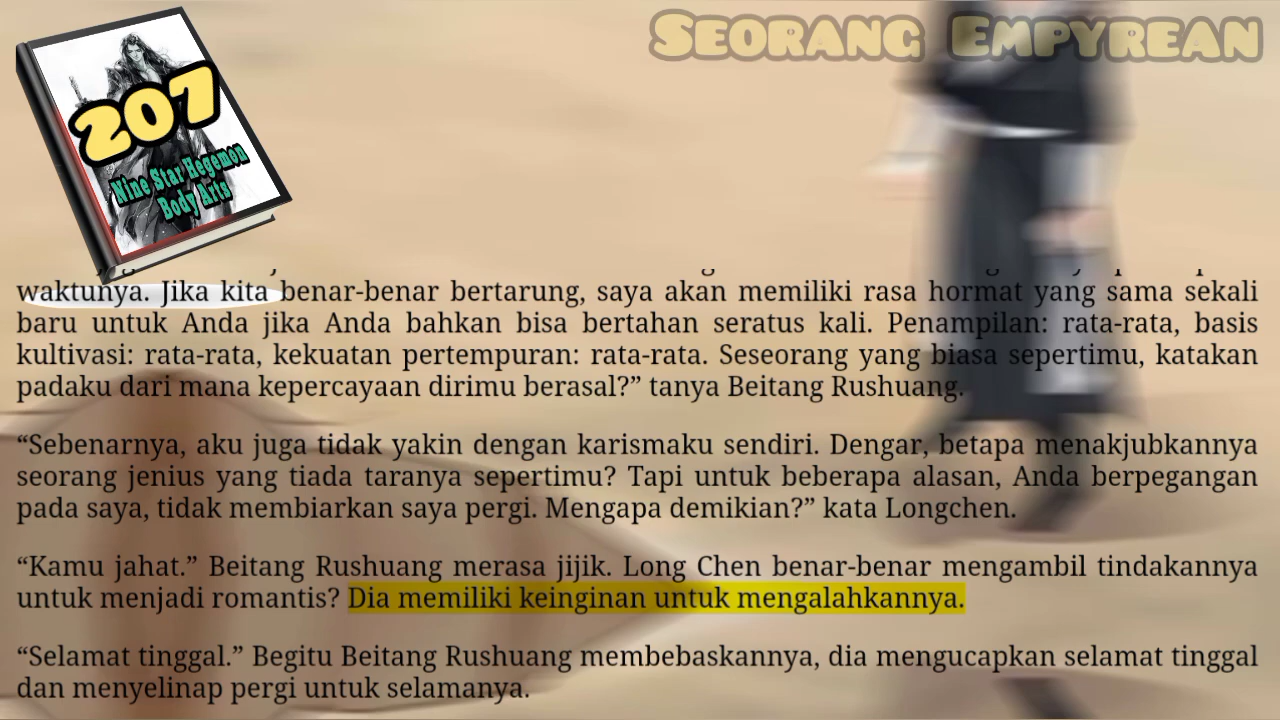 SEORANG EMPYREAN
207
Nine Star Hegemon
Body Arts
waktunya. Jika kita benar-benar bertarung, saya akan memiliki rasa hormat yang sama sekali
baru untuk Anda jika Anda bahkan bisa bertahan seratus kali. Penampilan: rata-rata, basis
kultivasi: rata-rata, kekuatan pertempuran: rata-rata. Seseorang yang biasa sepertimu, katakan
padaku dari mana kepercayaan dirimu berasal?” tanya Beitang Rushuang.
“Sebenarnya, aku juga tidak yakin dengan karismaku sendiri. Dengar, betapa menakjubkannya
seorang jenius yang tiada taranya sepertimu? Tapi untuk beberapa alasan, Anda berpegangan
pada saya, tidak membiarkan saya pergi. Mengapa demikian?” kata Longchen.
“Kamu jahat.” Beitang Rushuang merasa jijik. Long Chen benar-benar mengambil tindakannya
untuk menjadi romantis? Dia memiliki keinginan untuk mengalahkannya.
“Selamat tinggal.” Begitu Beitang Rushuang membebaskannya, dia mengucapkan selamat tinggal
dan menyelinap pergi untuk selamanya.